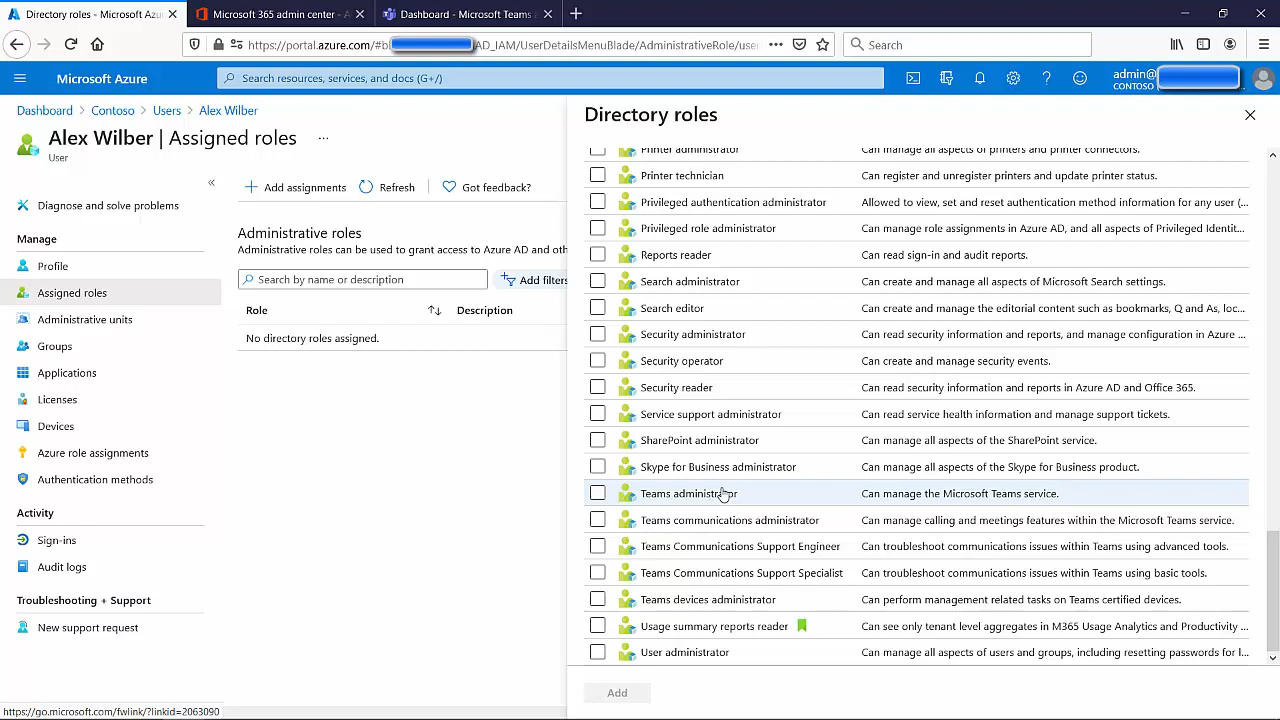 Directory roles - Microsoft Azu
Microsoft 365 admin center - A
Dashboard - Microsoft Teams a
https://portal.azure.com/#b AD_IAM/UserDetailsMenuBlade/AdministrativeRole/use
Search
Microsoft Azure
Search resources, services, and docs (G+/)
admin@
CONTOSO
Dashboard > Contoso > Users > Alex Wilber
Alex Wilber | Assigned roles ...
User
Diagnose and solve problems
Manage
Profile
Assigned roles
Administrative units
Groups
Applications
Licenses
Devices
Azure role assignments
Authentication methods
Activity
Sign-ins
Audit logs
Troubleshooting + Support
New support request
https://go.microsoft.com/fwlink/?linkid=2063090
Add assignments
Refresh
Got feedback?
Administrative roles
Administrative roles can be used to grant access to Azure AD and oth
Search by name or description
Add filters
Role
Description
No directory roles assigned.
Directory roles
Printer administrator Can manage all aspects of printers and printer connectors.
Printer technician Can register and unregister printers and update printer status.
Privileged authentication administrator Allowed to view, set and reset authentication method information for any user (...
Privileged role administrator Can manage role assignments in Azure AD, and all aspects of Privileged Identit...
Reports reader Can read sign-in and audit reports.
Search administrator Can create and manage all aspects of Microsoft Search settings.
Search editor Can create and manage the editorial content such as bookmarks, Q and As, loc...
Security administrator Can read security information and reports, and manage configuration in Azure ...
Security operator Can create and manage security events.
Security reader Can read security information and reports in Azure AD and Office 365.
Service support administrator Can read service health information and manage support tickets.
SharePoint administrator Can manage all aspects of the SharePoint service.
Skype for Business administrator Can manage all aspects of the Skype for Business product.
Teams administrator Can manage the Microsoft Teams service.
Teams communications administrator Can manage calling and meetings features within the Microsoft Teams service.
Teams Communications Support Engineer Can troubleshoot communications issues within Teams using advanced tools.
Teams Communications Support Specialist Can troubleshoot communications issues within Teams using basic tools.
Teams devices administrator Can perform management related tasks on Teams certified devices.
Usage summary reports reader Can see only tenant level aggregates in M365 Usage Analytics and Productivity ...
User administrator Can manage all aspects of users and groups, including resetting passwords for l...
Add